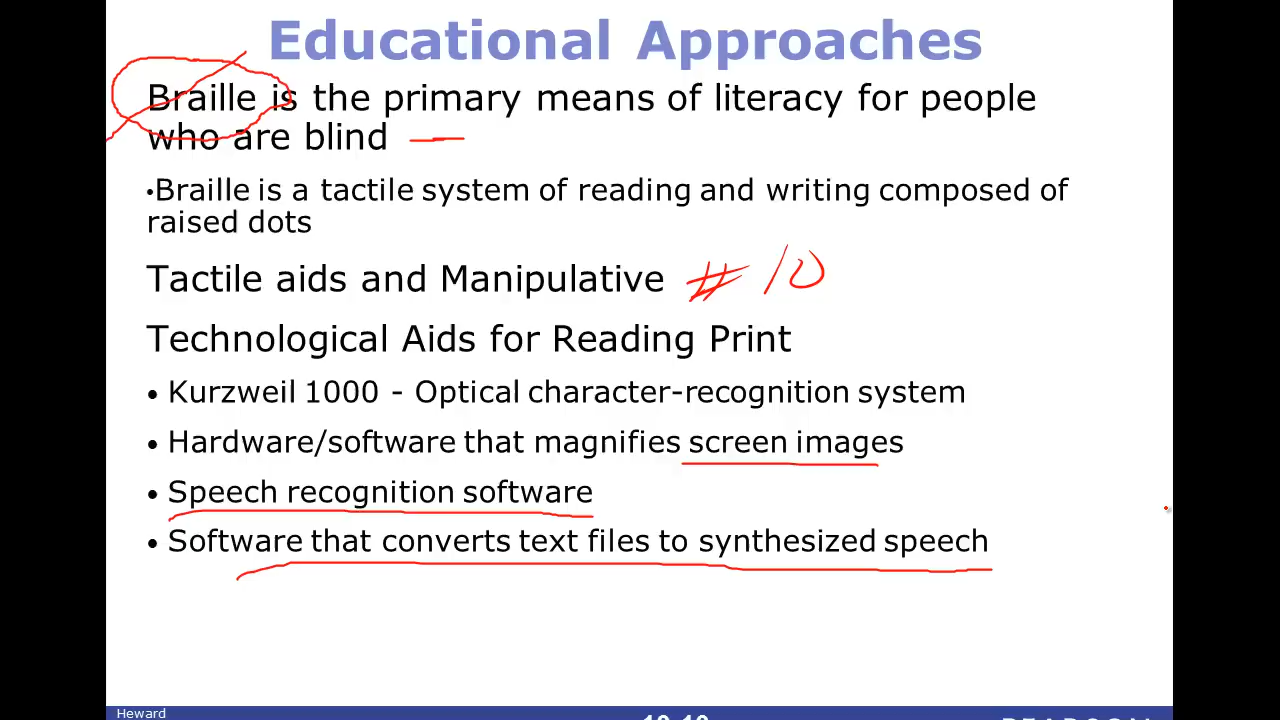 Educational Approaches
Braille is the primary means of literacy for people
who are blind
•Braille is a tactile system of reading and writing composed of
raised dots
Tactile aids and Manipulative # 10
Technological Aids for Reading Print
• Kurzweil 1000 - Optical character-recognition system
• Hardware/software that magnifies screen images
• Speech recognition software
• Software that converts text files to synthesized speech
Heward